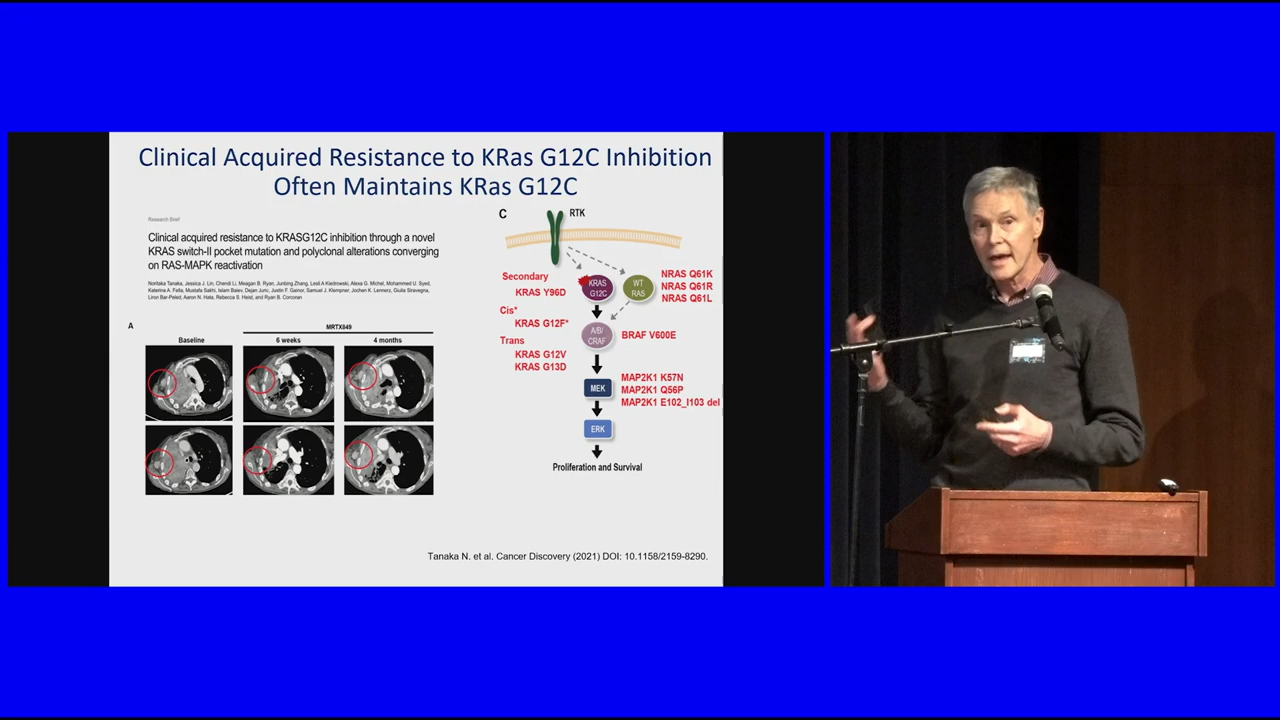 Clinical Acquired Resistance to KRas G12C Inhibition
Often Maintains KRas G12C
Research Brief
Clinical acquired resistance to KRASG12C inhibition through a novel
KRAS switch-II pocket mutation and polyclonal alterations converging
on RAS-MAPK reactivation
Noritaka Tanaka, Jessica J. Lin, Chendi Li, Meagan B. Ryan, Junbing Zhang, Lesli A Kiedrowski, Alexa G. Michel, Mohammed U. Syed,
Katerina A. Fella, Mustafa Sakhi, Islam Baiev, Dejan Juric, Justin F. Gainor, Samuel J. Klempner, Jochen K. Lennerz, Giulia Siravegna,
Liron Bar-Peled, Aaron N. Hata, Rebecca S. Heist, and Ryan B. Corcoran
A
MRTX849
Baseline
6 weeks
4 months
C
RTK
Secondary
KRAS Y96D
Cis*
KRAS G12F*
Trans
KRAS G12V
KRAS G13D
KRAS
G12C
WT
RAS
NRAS Q61K
NRAS Q61R
NRAS Q61L
A/B/
CRAF
BRAF V600E
MEK
MAP2K1 K57N
MAP2K1 Q56P
MAP2K1 E102_I103 del
ERK
Proliferation and Survival
Tanaka N. et al. Cancer Discovery (2021) DOI: 10.1158/2159-8290.